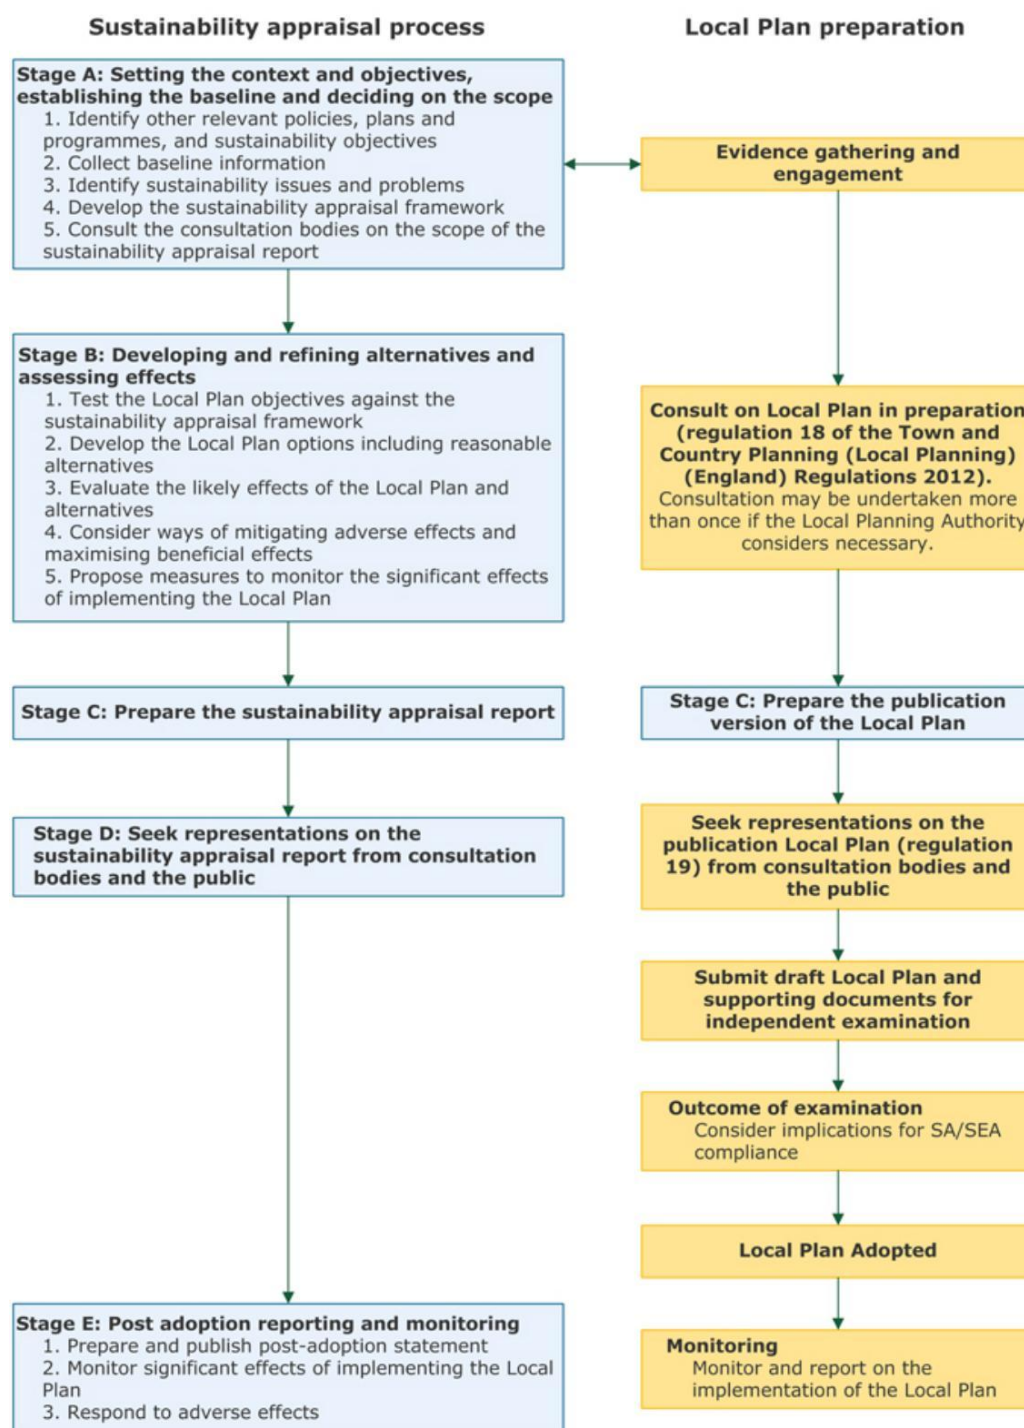 Sustainability appraisal process
Local Plan preparation
Stage A: Setting the context and objectives,
establishing the baseline and deciding on the scope
1. Identify other relevant policies, plans and
programmes, and sustainability objectives
2. Collect baseline information
3. Identify sustainability issues and problems
4. Develop the sustainability appraisal framework
5. Consult the consultation bodies on the scope of the
sustainability appraisal report
Evidence gathering and
engagement
Stage B: Developing and refining alternatives and
assessing effects
1. Test the Local Plan objectives against the
sustainability appraisal framework
2. Develop the Local Plan options including reasonable
alternatives
3. Evaluate the likely effects of the Local Plan and
alternatives
4. Consider ways of mitigating adverse effects and
maximising beneficial effects
5. Propose measures to monitor the significant effects
of implementing the Local Plan
Consult on Local Plan in preparation
(regulation 18 of the Town and
Country Planning (Local Planning)
(England) Regulations 2012).
Consultation may be undertaken more
than once if the Local Planning Authority
considers necessary.
Stage C: Prepare the sustainability appraisal report
Stage C: Prepare the publication
version of the Local Plan
Stage D: Seek representations on the
sustainability appraisal report from consultation
bodies and the public
Seek representations on the
publication Local Plan (regulation
19) from consultation bodies and
the public
Submit draft Local Plan and
supporting documents for
independent examination
Outcome of examination
Consider implications for SA/SEA
compliance
Local Plan Adopted
Stage E: Post adoption reporting and monitoring
1. Prepare and publish post-adoption statement
2. Monitor significant effects of implementing the Local
Plan
3. Respond to adverse effects
Monitoring
Monitor and report on the
implementation of the Local Plan